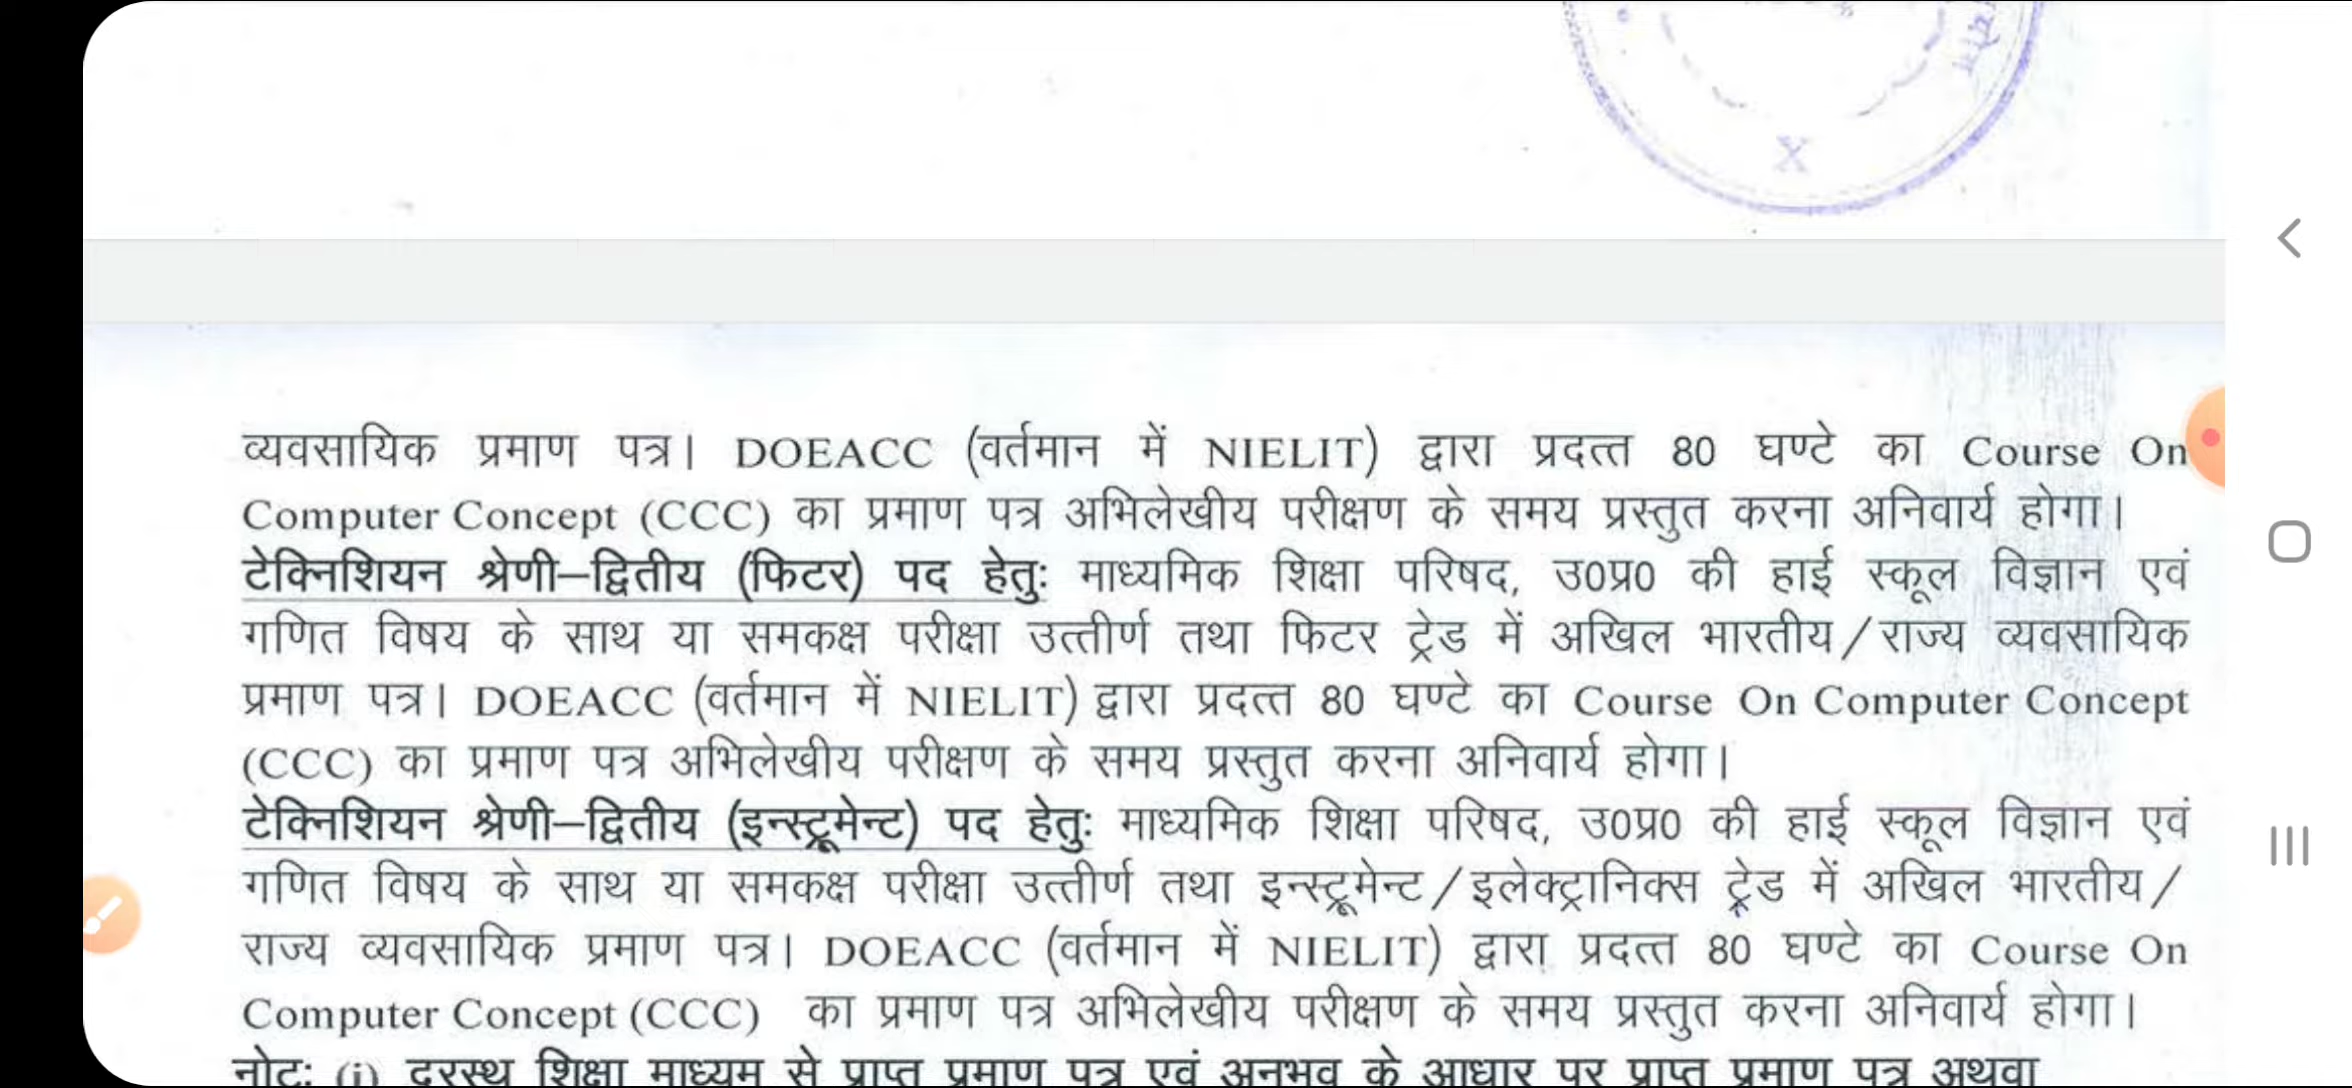 व्यवसायिक प्रमाण पत्र। DOEACC (वर्तमान में NIELIT) द्वारा प्रदत्त 80 घण्टे का Course On
Computer Concept (CCC) का प्रमाण पत्र अभिलेखीय परीक्षण के समय प्रस्तुत करना अनिवार्य होगा।
टेक्निशियन श्रेणी–द्वितीय (फिटर) पद हेतुः माध्यमिक शिक्षा परिषद, उ0प्र0 की हाई स्कूल विज्ञान एवं
गणित विषय के साथ या समकक्ष परीक्षा उत्तीर्ण तथा फिटर ट्रेड में अखिल भारतीय/राज्य व्यवसायिक
प्रमाण पत्र। DOEACC (वर्तमान में NIELIT) द्वारा प्रदत्त 80 घण्टे का Course On Computer Concept
(CCC) का प्रमाण पत्र अभिलेखीय परीक्षण के समय प्रस्तुत करना अनिवार्य होगा।
टेक्निशियन श्रेणी–द्वितीय (इन्स्ट्रूमेन्ट) पद हेतुः माध्यमिक शिक्षा परिषद, उ0प्र0 की हाई स्कूल विज्ञान एवं
गणित विषय के साथ या समकक्ष परीक्षा उत्तीर्ण तथा इन्स्ट्रूमेन्ट/इलेक्ट्रानिक्स ट्रेड में अखिल भारतीय/
राज्य व्यवसायिक प्रमाण पत्र। DOEACC (वर्तमान में NIELIT) द्वारा प्रदत्त 80 घण्टे का Course On
Computer Concept (CCC) का प्रमाण पत्र अभिलेखीय परीक्षण के समय प्रस्तुत करना अनिवार्य होगा।
नोटः (i) दूरस्थ शिक्षा माध्यम से प्राप्त प्रमाण पत्र एवं अनुभव के आधार पर प्राप्त प्रमाण पत्र अथवा